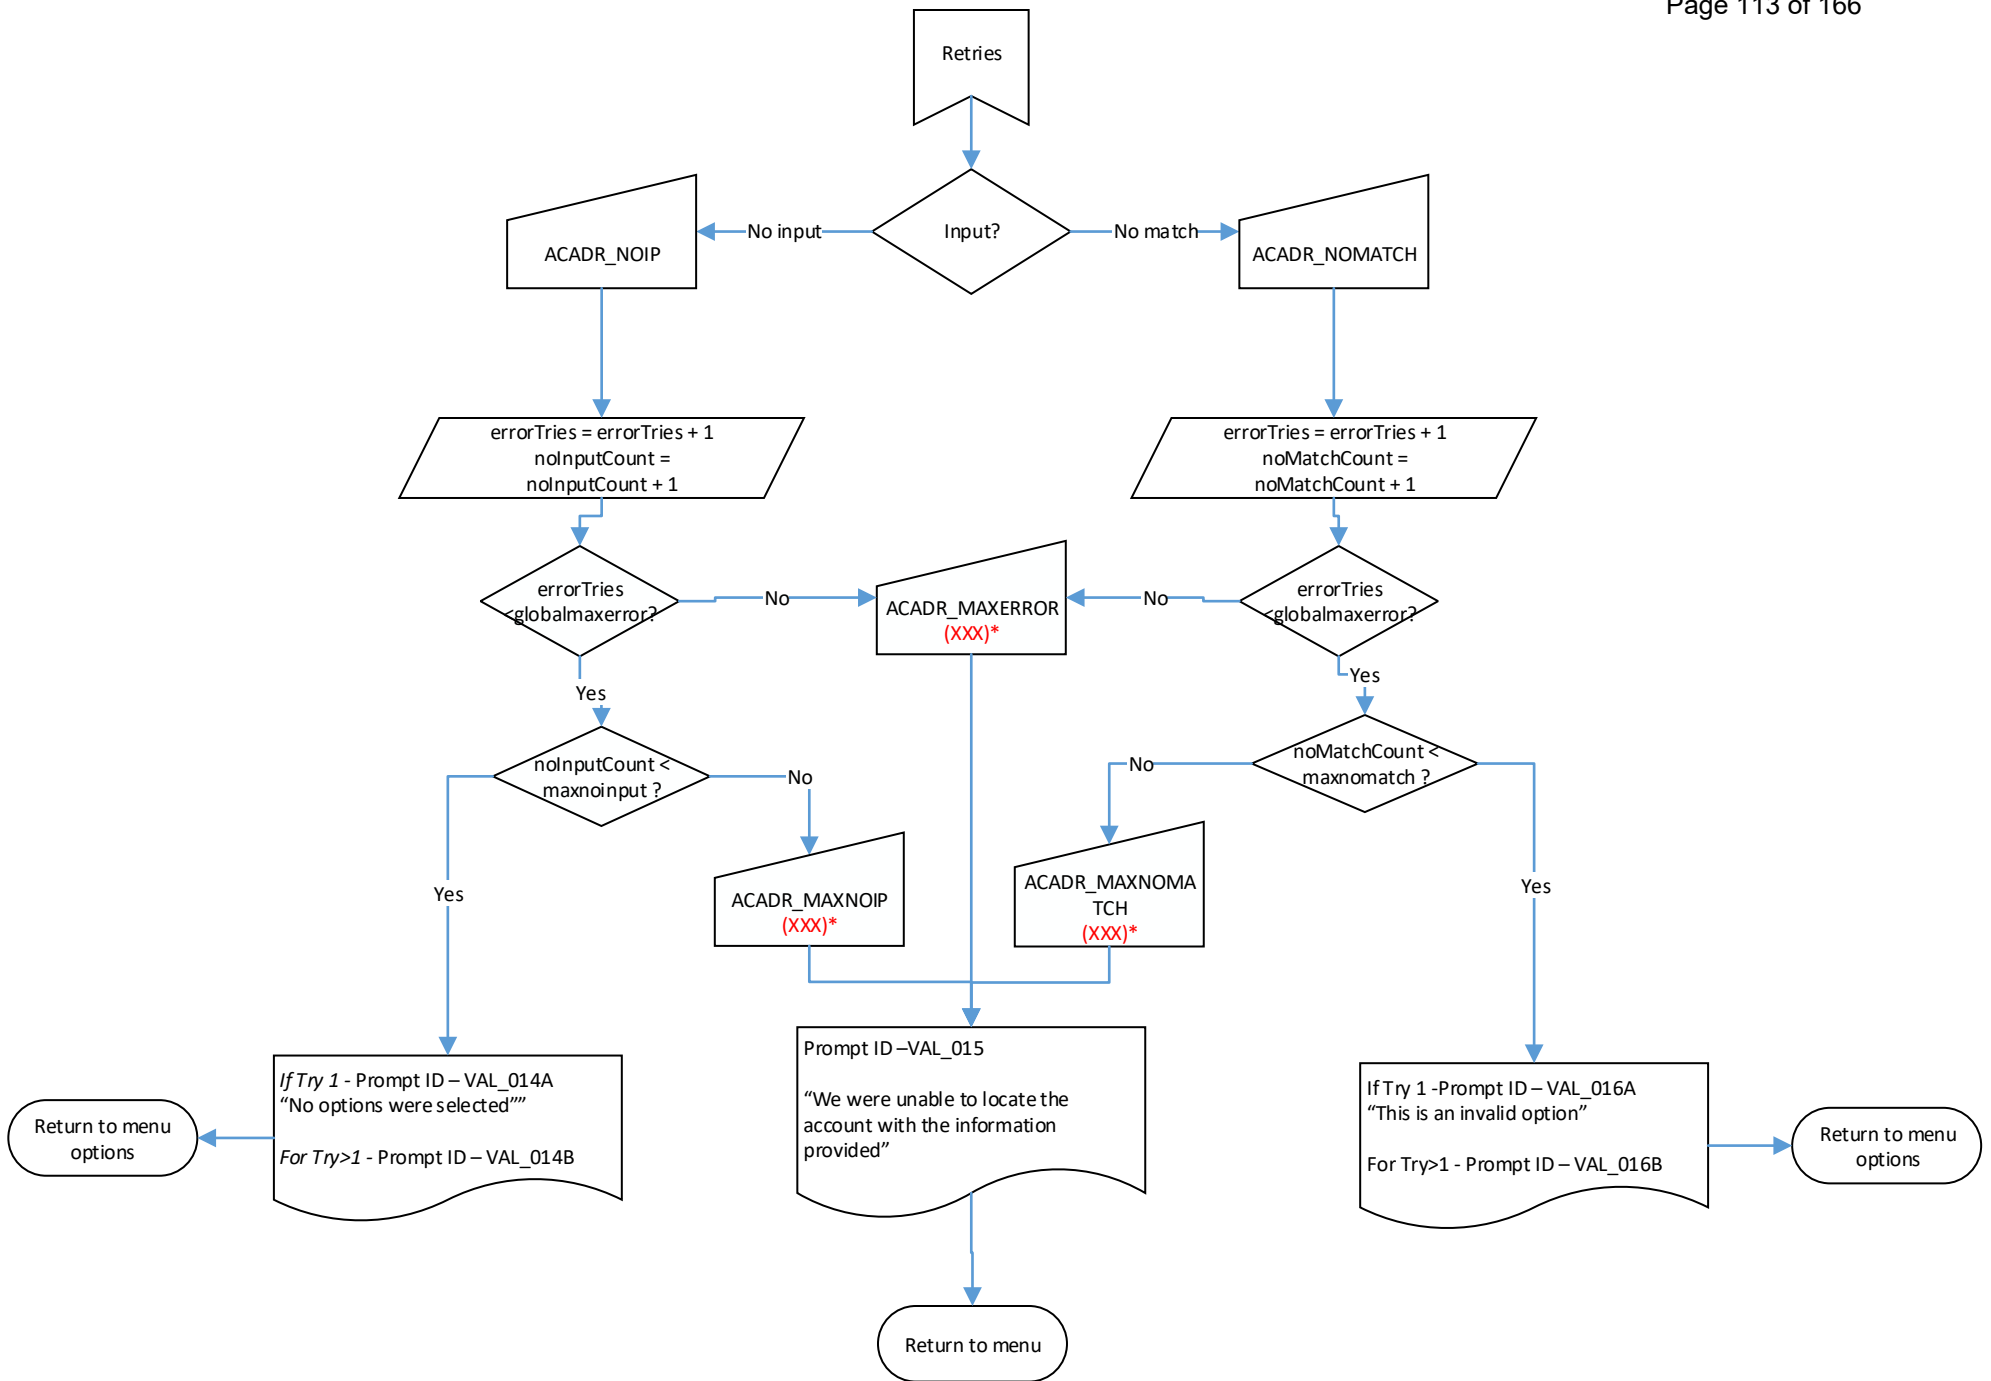 Page 113 of 166
Retries
Input?
No input
No match
ACADR_NOIP
ACADR_NOMATCH
errorTries = errorTries + 1
noInputCount =
noInputCount + 1
errorTries = errorTries + 1
noMatchCount =
noMatchCount + 1
errorTries
<globalmaxerror?
No
ACADR_MAXERROR
(XXX)*
No
errorTries
<globalmaxerror?
Yes
Yes
noInputCount <
maxnoinput ?
No
No
noMatchCount <
maxnomatch ?
Yes
ACADR_MAXNOIP
(XXX)*
ACADR_MAXNOMA
TCH
(XXX)*
Yes
If Try 1 - Prompt ID – VAL_014A
“No options were selected””
For Try>1 - Prompt ID – VAL_014B
Return to menu
options
Prompt ID –VAL_015
“We were unable to locate the
account with the information
provided”
If Try 1 -Prompt ID – VAL_016A
“This is an invalid option”
For Try>1 - Prompt ID – VAL_016B
Return to menu
options
Return to menu